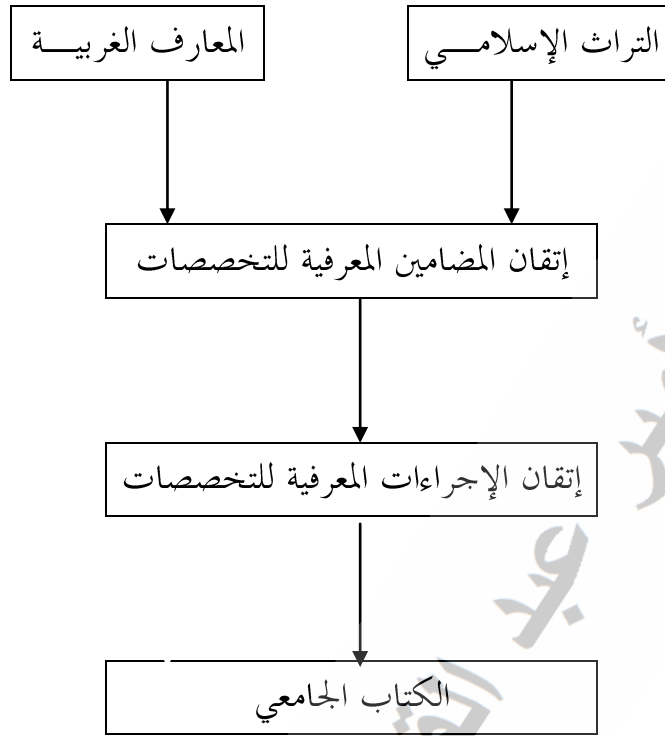 التراث الإسلامي
المعارف الغربية
إتقان المضامين المعرفية للتخصصات
إتقان الإجراءات المعرفية للتخصصات
الكتاب الجامعي